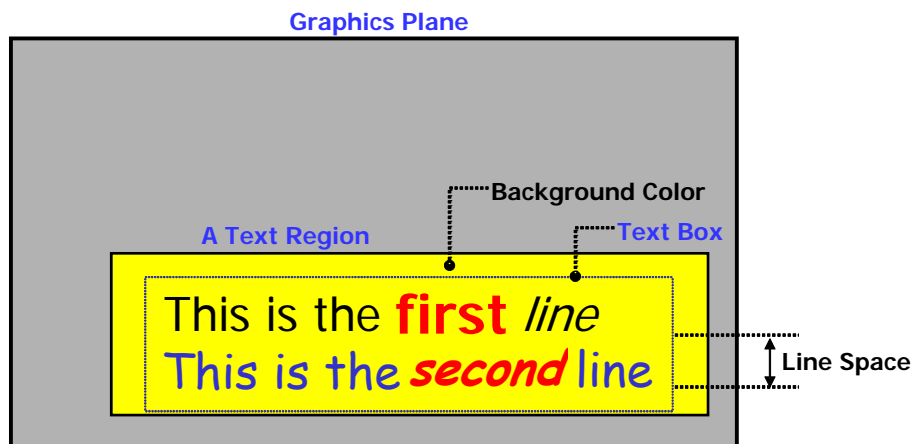 Graphics Plane
Background Color
A Text Region
Text Box
This is the first line
This is the second line
Line Space